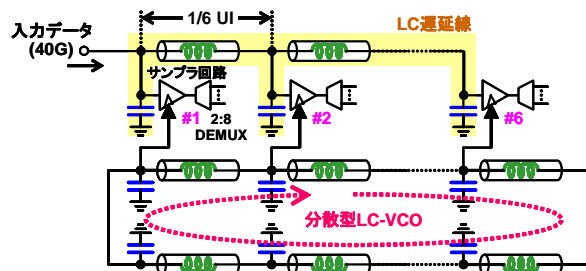 入力データ
(40G)
1/6 UI
LC遅延線
サンプラ回路
#1
2:8
DEMUX
#2
#6
分散型LC-VCO